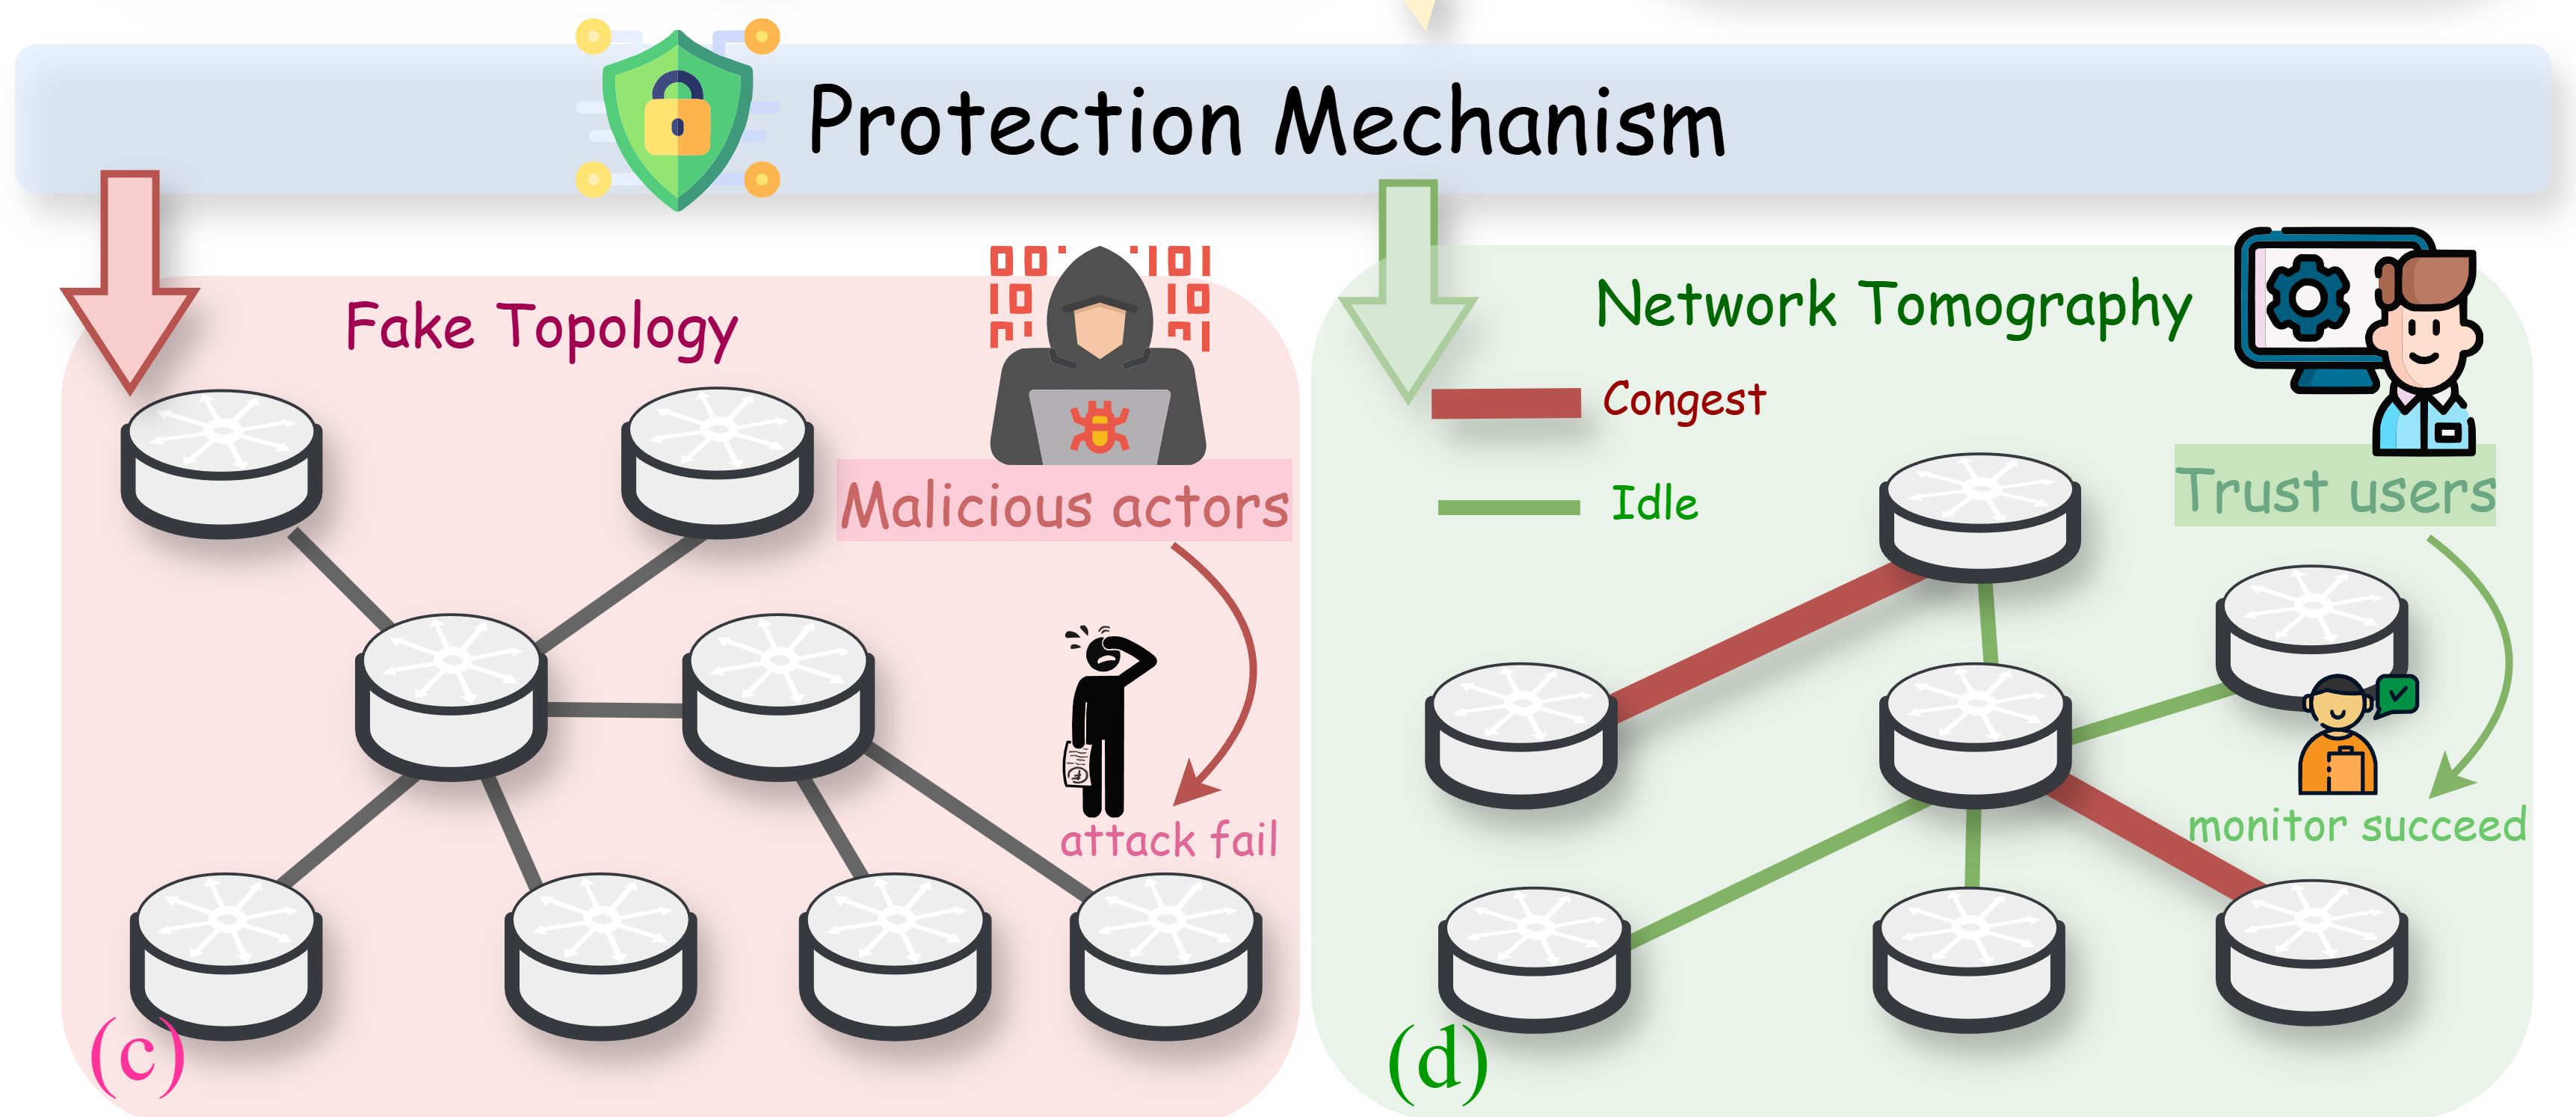 Protection Mechanism
Fake Topology
Malicious actors
attack fail
(c)
Network Tomography
Congest
Idle
Trust users
monitor succeed
(d)